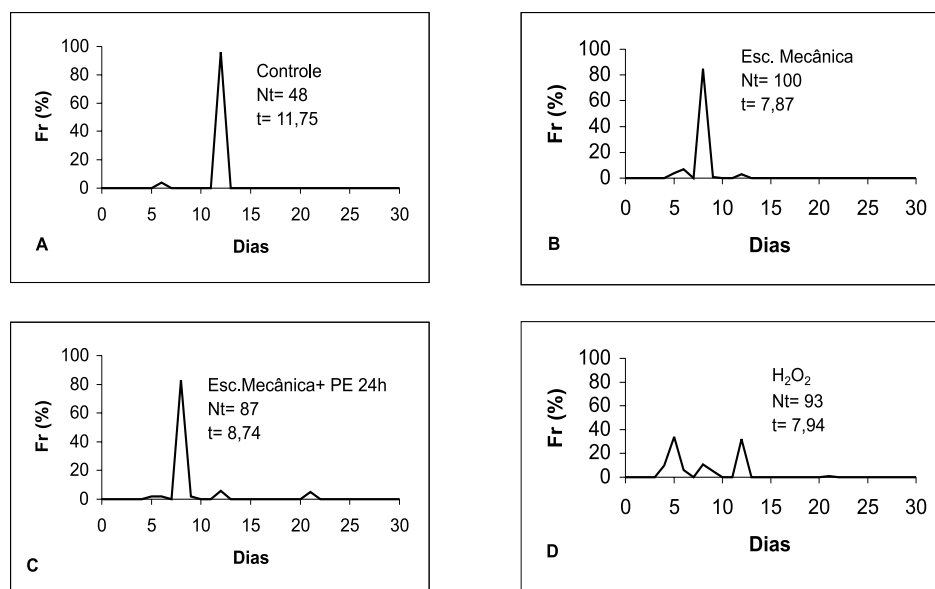 100
80
60
40
20
0
Fr (%)
Controle
Nt= 48
t= 11,75
0 5 10 15 20 25 30
Dias
A
100
80
60
40
20
0
Fr (%)
Esc. Mecânica
Nt= 100
t= 7,87
0 5 10 15 20 25 30
Dias
B
100
80
60
40
20
0
Fr (%)
Esc.Mecânica+ PE 24h
Nt= 87
t= 8,74
0 5 10 15 20 25 30
Dias
C
100
80
60
40
20
0
Fr (%)
H₂O₂
Nt= 93
t= 7,94
0 5 10 15 20 25 30
Dias
D